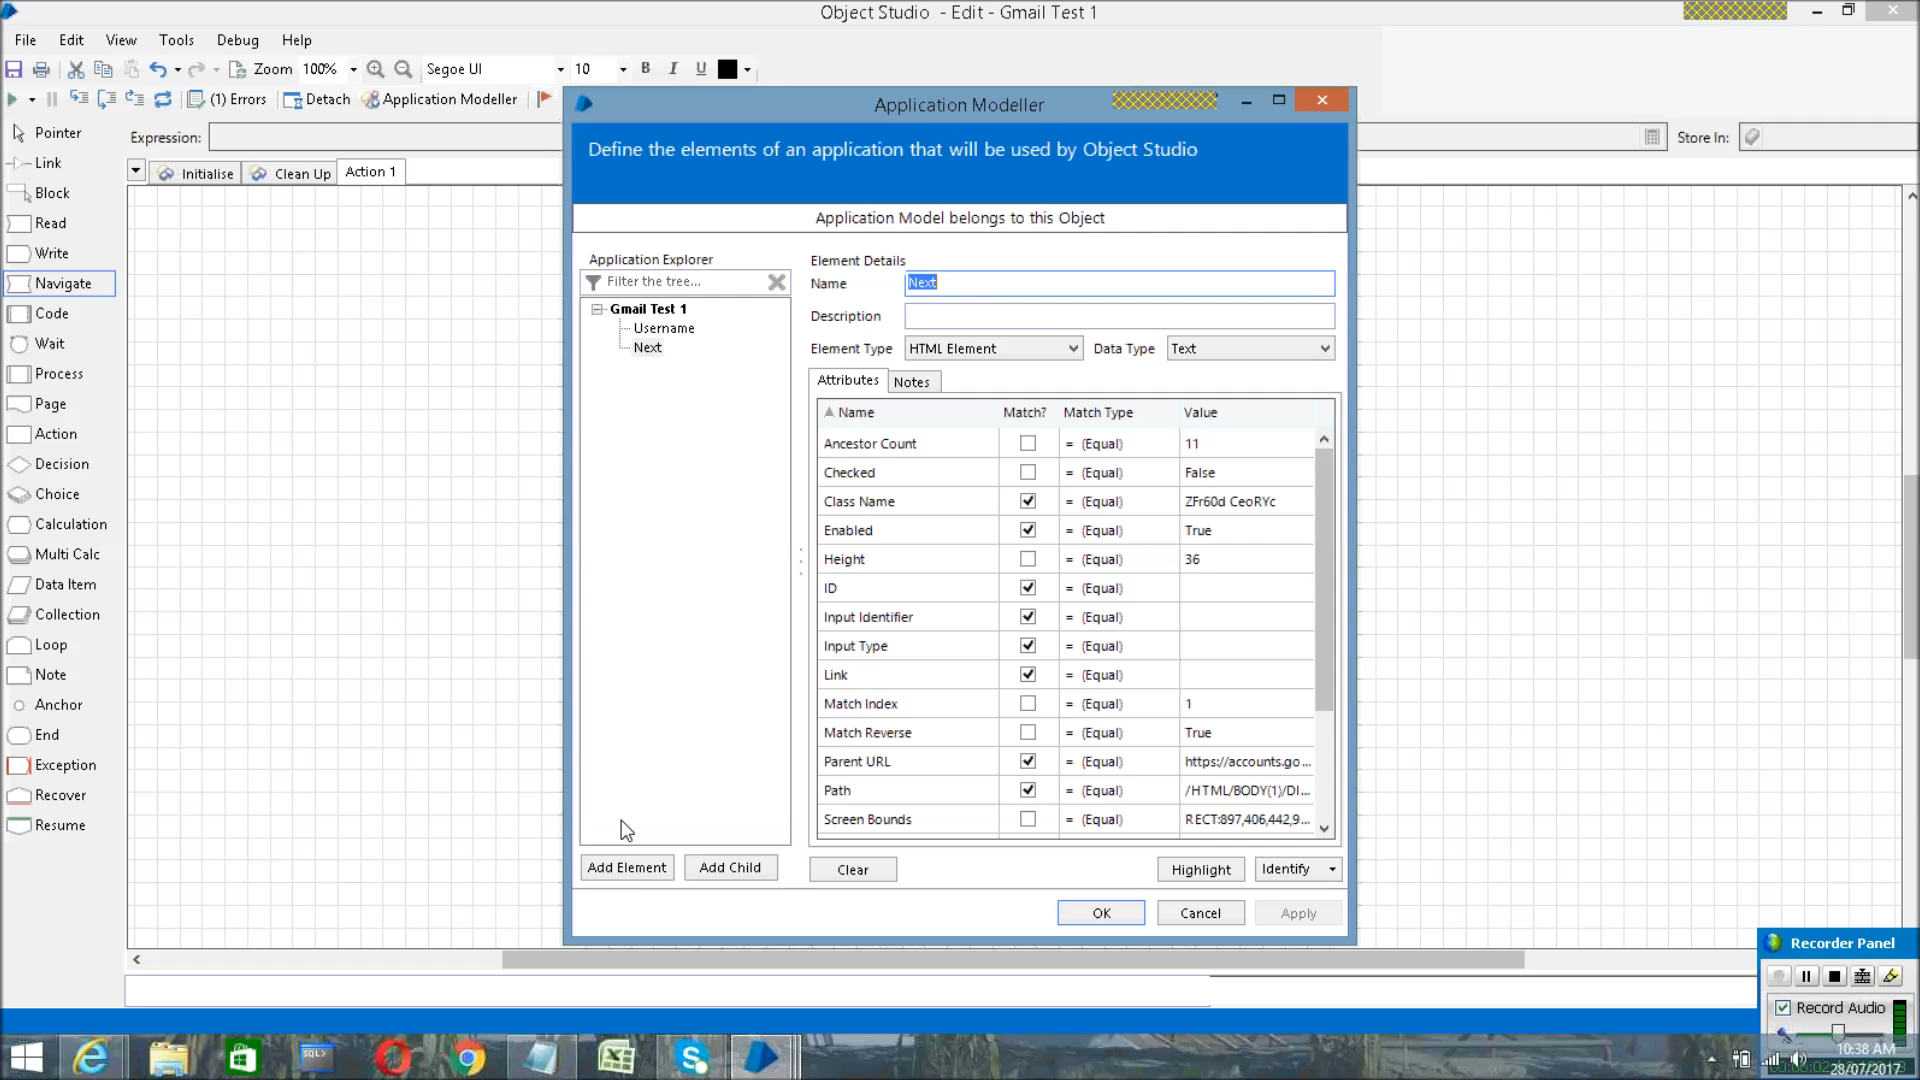 Object Studio - Edit - Gmail Test 1
File Edit View Tools Debug Help
Zoom 100% Segoe UI 10 B I U
(1) Errors Detach Application Modeller
Expression: Store In:
Initialise Clean Up Action 1
Pointer
Link
Block
Read
Write
Navigate
Code
Wait
Process
Page
Action
Decision
Choice
Calculation
Multi Calc
Data Item
Collection
Loop
Note
Anchor
End
Exception
Recover
Resume
Application Modeller
Define the elements of an application that will be used by Object Studio
Application Model belongs to this Object
Application Explorer
Filter the tree...
Gmail Test 1
Username
Next
Element Details
Name Next
Description
Element Type HTML Element Data Type Text
Attributes Notes
Name Match? Match Type Value
Ancestor Count = (Equal) 11
Checked = (Equal) False
Class Name = (Equal) ZFr60d CeoRYc
Enabled = (Equal) True
Height = (Equal) 36
ID = (Equal)
Input Identifier = (Equal)
Input Type = (Equal)
Link = (Equal)
Match Index = (Equal) 1
Match Reverse = (Equal) True
Parent URL = (Equal) https://accounts.go...
Path = (Equal) /HTML/BODY(1)/DI...
Screen Bounds = (Equal) RECT:897,406,442,9...
Add Element Add Child Clear Highlight Identify
OK Cancel Apply
Recorder Panel
Record Audio
SQL>
10:38 AM
28/07/2017